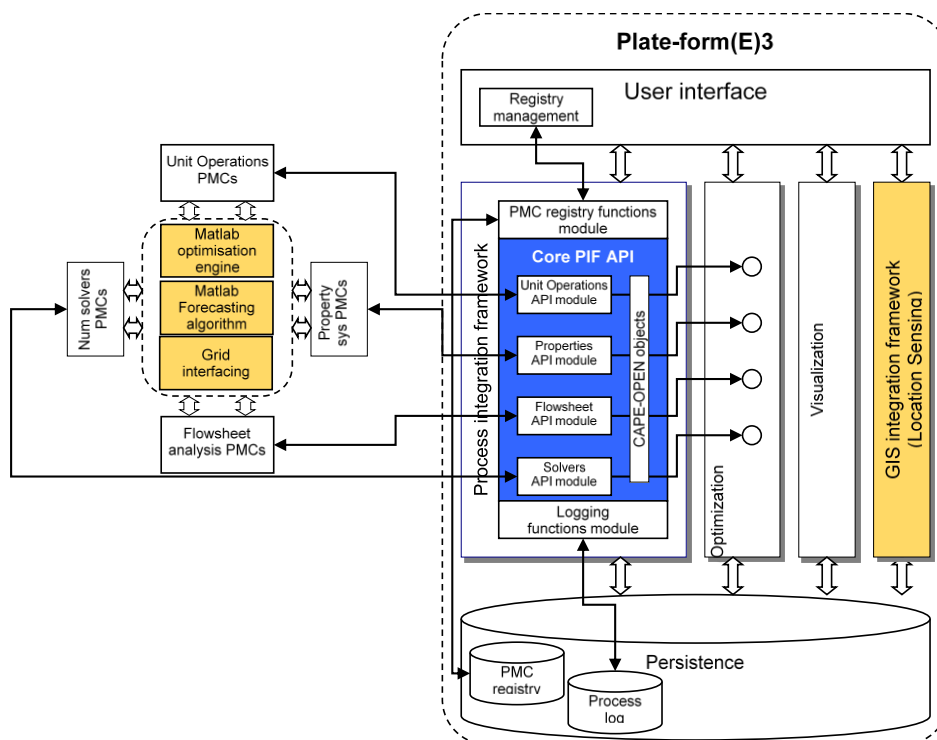 Plate-form(E)3
User interface
Registry
management
Unit Operations
PMCs
Matlab
optimisation
engine
Matlab
Forecasting
algorithm
Grid
interfacing
Num solvers
PMCs
Property
sys PMCs
Flowsheet
analysis PMCs
Process integration framework
PMC registry functions
module
Core PIF API
Unit Operations
API module
Properties
API module
Flowsheet
API module
Solvers
API module
CAPE-OPEN objects
Logging
functions module
Optimization
Visualization
GIS integration framework
(Location Sensing)
Persistence
PMC
registry
Process
log